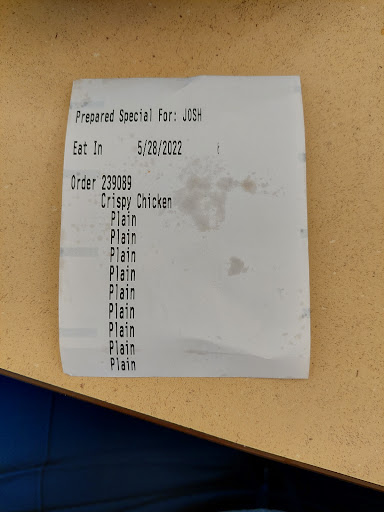 Prepared Special For: JOSH
Eat In 5/28/2022
Order 239089
Crispy Chicken
Plain
Plain
Plain
Plain
Plain
Plain
Plain
Plain
Plain